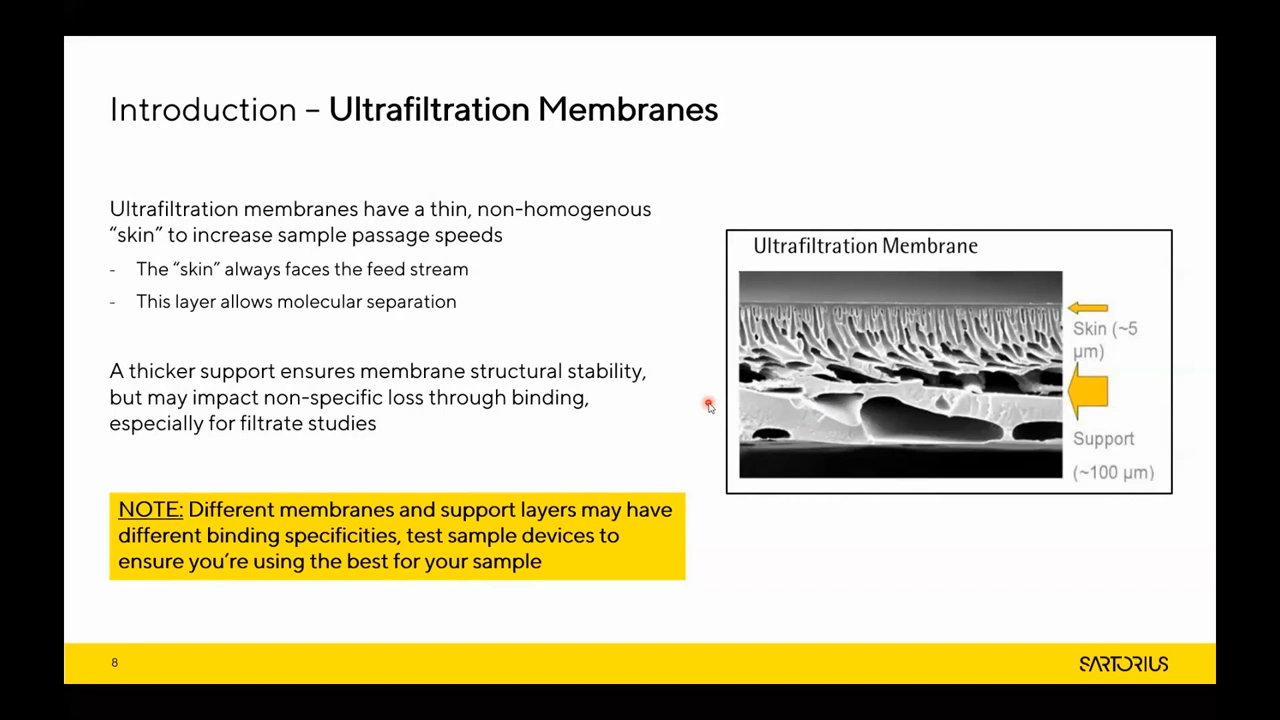 Introduction – Ultrafiltration Membranes
Ultrafiltration membranes have a thin, non-homogenous
“skin” to increase sample passage speeds
- The “skin” always faces the feed stream
- This layer allows molecular separation
A thicker support ensures membrane structural stability,
but may impact non-specific loss through binding,
especially for filtrate studies
NOTE: Different membranes and support layers may have
different binding specificities, test sample devices to
ensure you’re using the best for your sample
Ultrafiltration Membrane
Skin (~5
µm)
Support
(~100 µm)
8
SARTORIUS